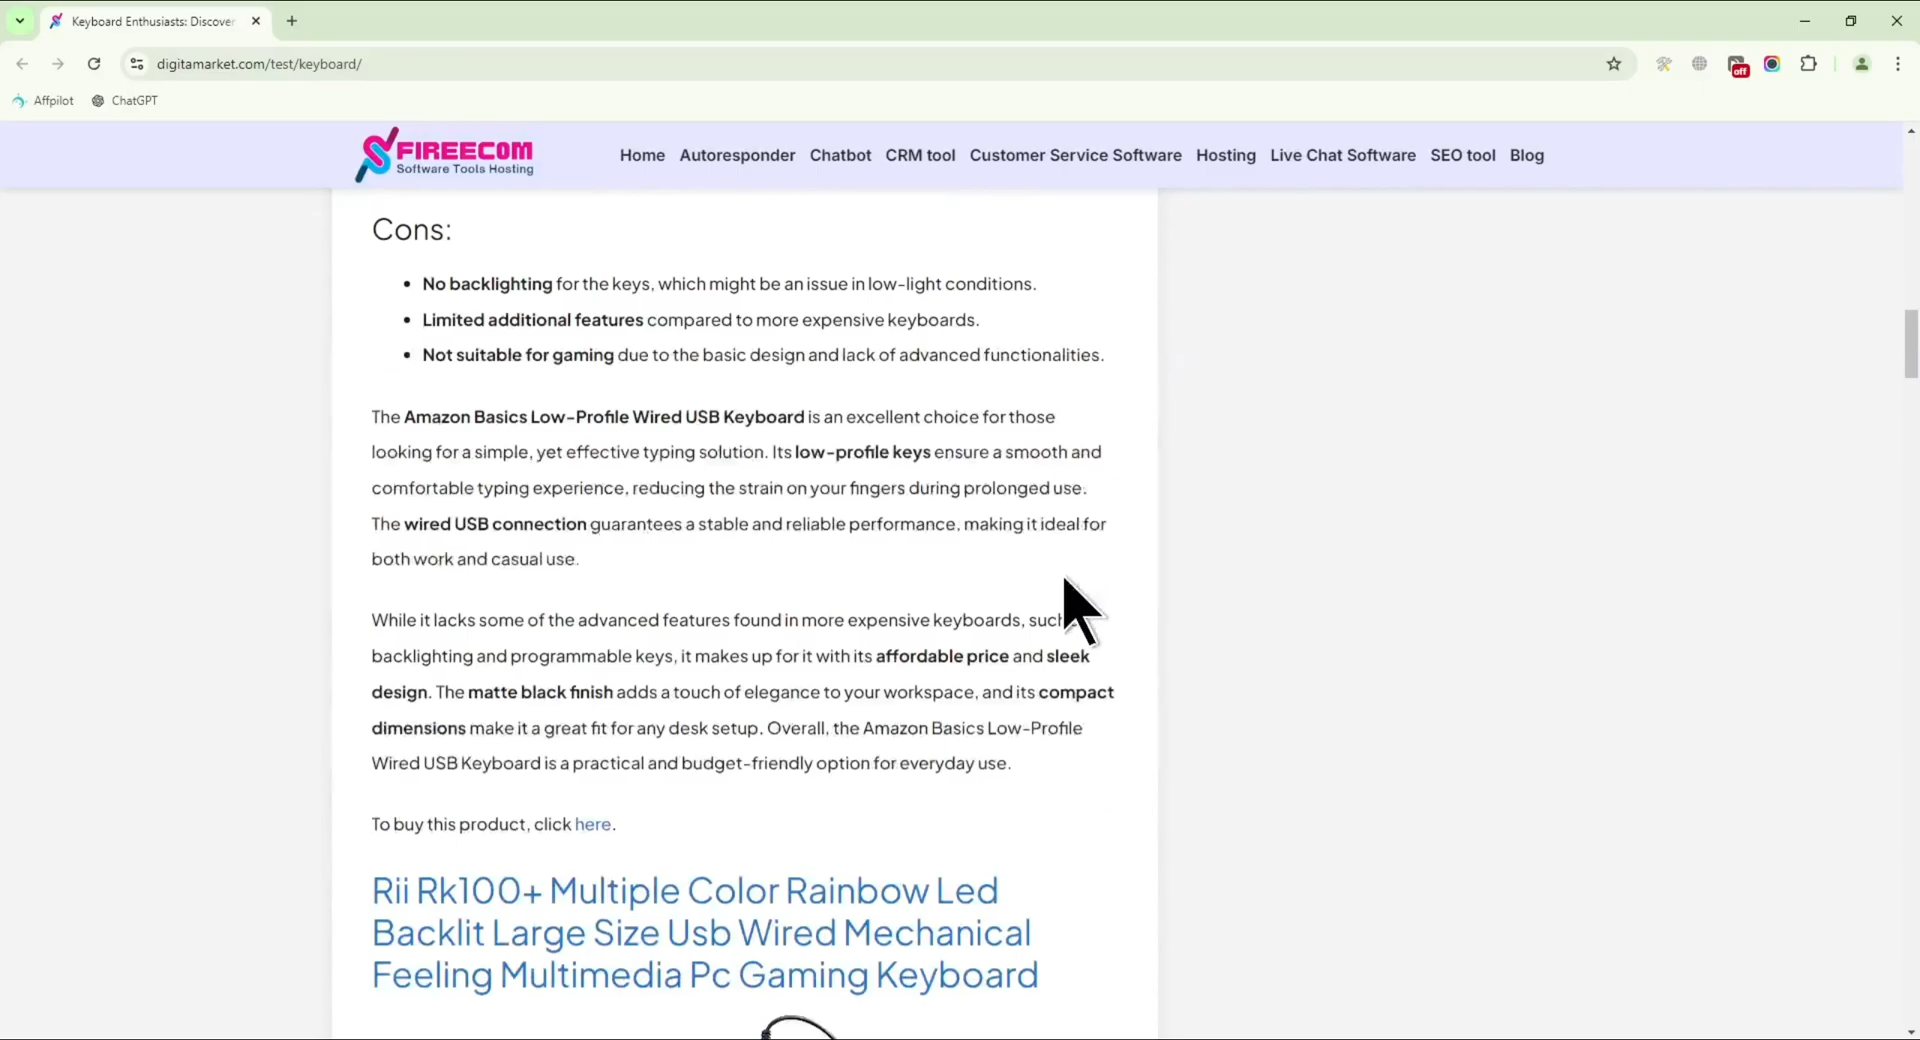 Keyboard Enthusiasts: Discover
digitamarket.com/test/keyboard/
off
Affpilot
ChatGPT
FIREECOM
Software Tools Hosting
Home Autoresponder Chatbot CRM tool Customer Service Software Hosting Live Chat Software SEO tool Blog
Cons:
• No backlighting for the keys, which might be an issue in low-light conditions.
• Limited additional features compared to more expensive keyboards.
• Not suitable for gaming due to the basic design and lack of advanced functionalities.
The Amazon Basics Low-Profile Wired USB Keyboard is an excellent choice for those
looking for a simple, yet effective typing solution. Its low-profile keys ensure a smooth and
comfortable typing experience, reducing the strain on your fingers during prolonged use.
The wired USB connection guarantees a stable and reliable performance, making it ideal for
both work and casual use.
While it lacks some of the advanced features found in more expensive keyboards, such
backlighting and programmable keys, it makes up for it with its affordable price and sleek
design. The matte black finish adds a touch of elegance to your workspace, and its compact
dimensions make it a great fit for any desk setup. Overall, the Amazon Basics Low-Profile
Wired USB Keyboard is a practical and budget-friendly option for everyday use.
To buy this product, click here.
Rii Rk100+ Multiple Color Rainbow Led
Backlit Large Size Usb Wired Mechanical
Feeling Multimedia Pc Gaming Keyboard